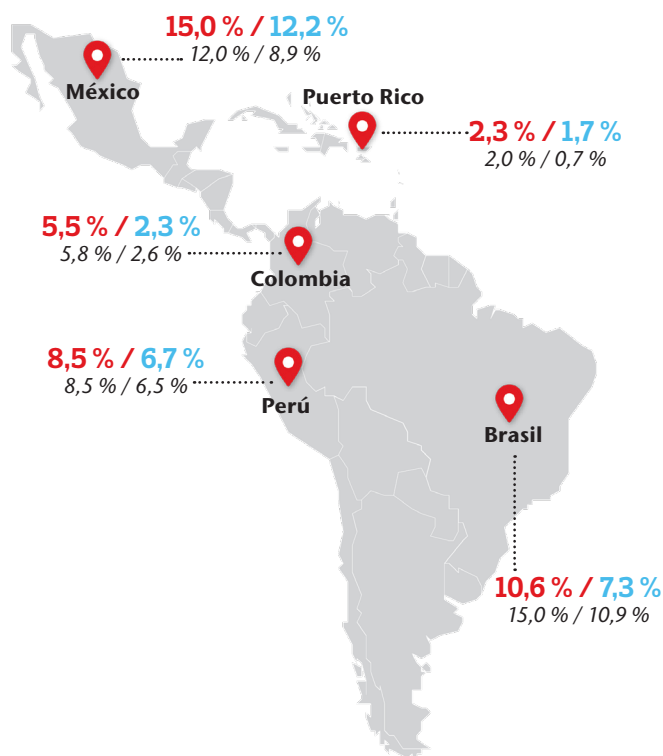 15,0 % / 12,2 %
12,0 % / 8,9 %
México
Puerto Rico
2,3 % / 1,7 %
2,0 % / 0,7 %
5,5 % / 2,3 %
5,8 % / 2,6 %
Colombia
8,5 % / 6,7 %
8,5 % / 6,5 %
Perú
Brasil
10,6 % / 7,3 %
15,0 % / 10,9 %